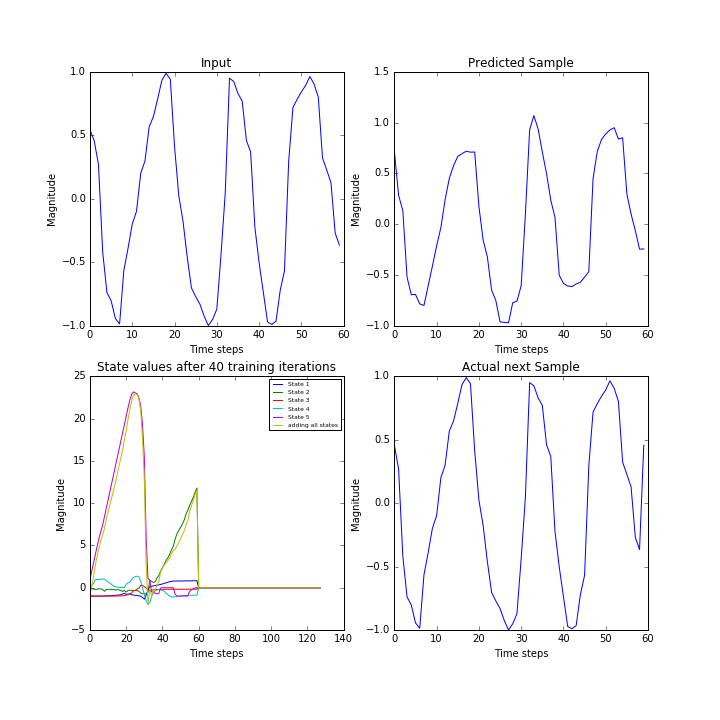 Input
1.0
0.5
0.0
−0.5
−1.0
Magnitude
0 10 20 30 40 50 60
Time steps
Predicted Sample
1.5
1.0
0.5
0.0
−0.5
−1.0
Magnitude
0 10 20 30 40 50 60
Time steps
State values after 40 training iterations
25
20
15
10
5
0
−5
Magnitude
State 1
State 2
State 3
State 4
State 5
adding all states
0 20 40 60 80 100 120 140
Time steps
Actual next Sample
1.0
0.5
0.0
−0.5
−1.0
Magnitude
0 10 20 30 40 50 60
Time steps